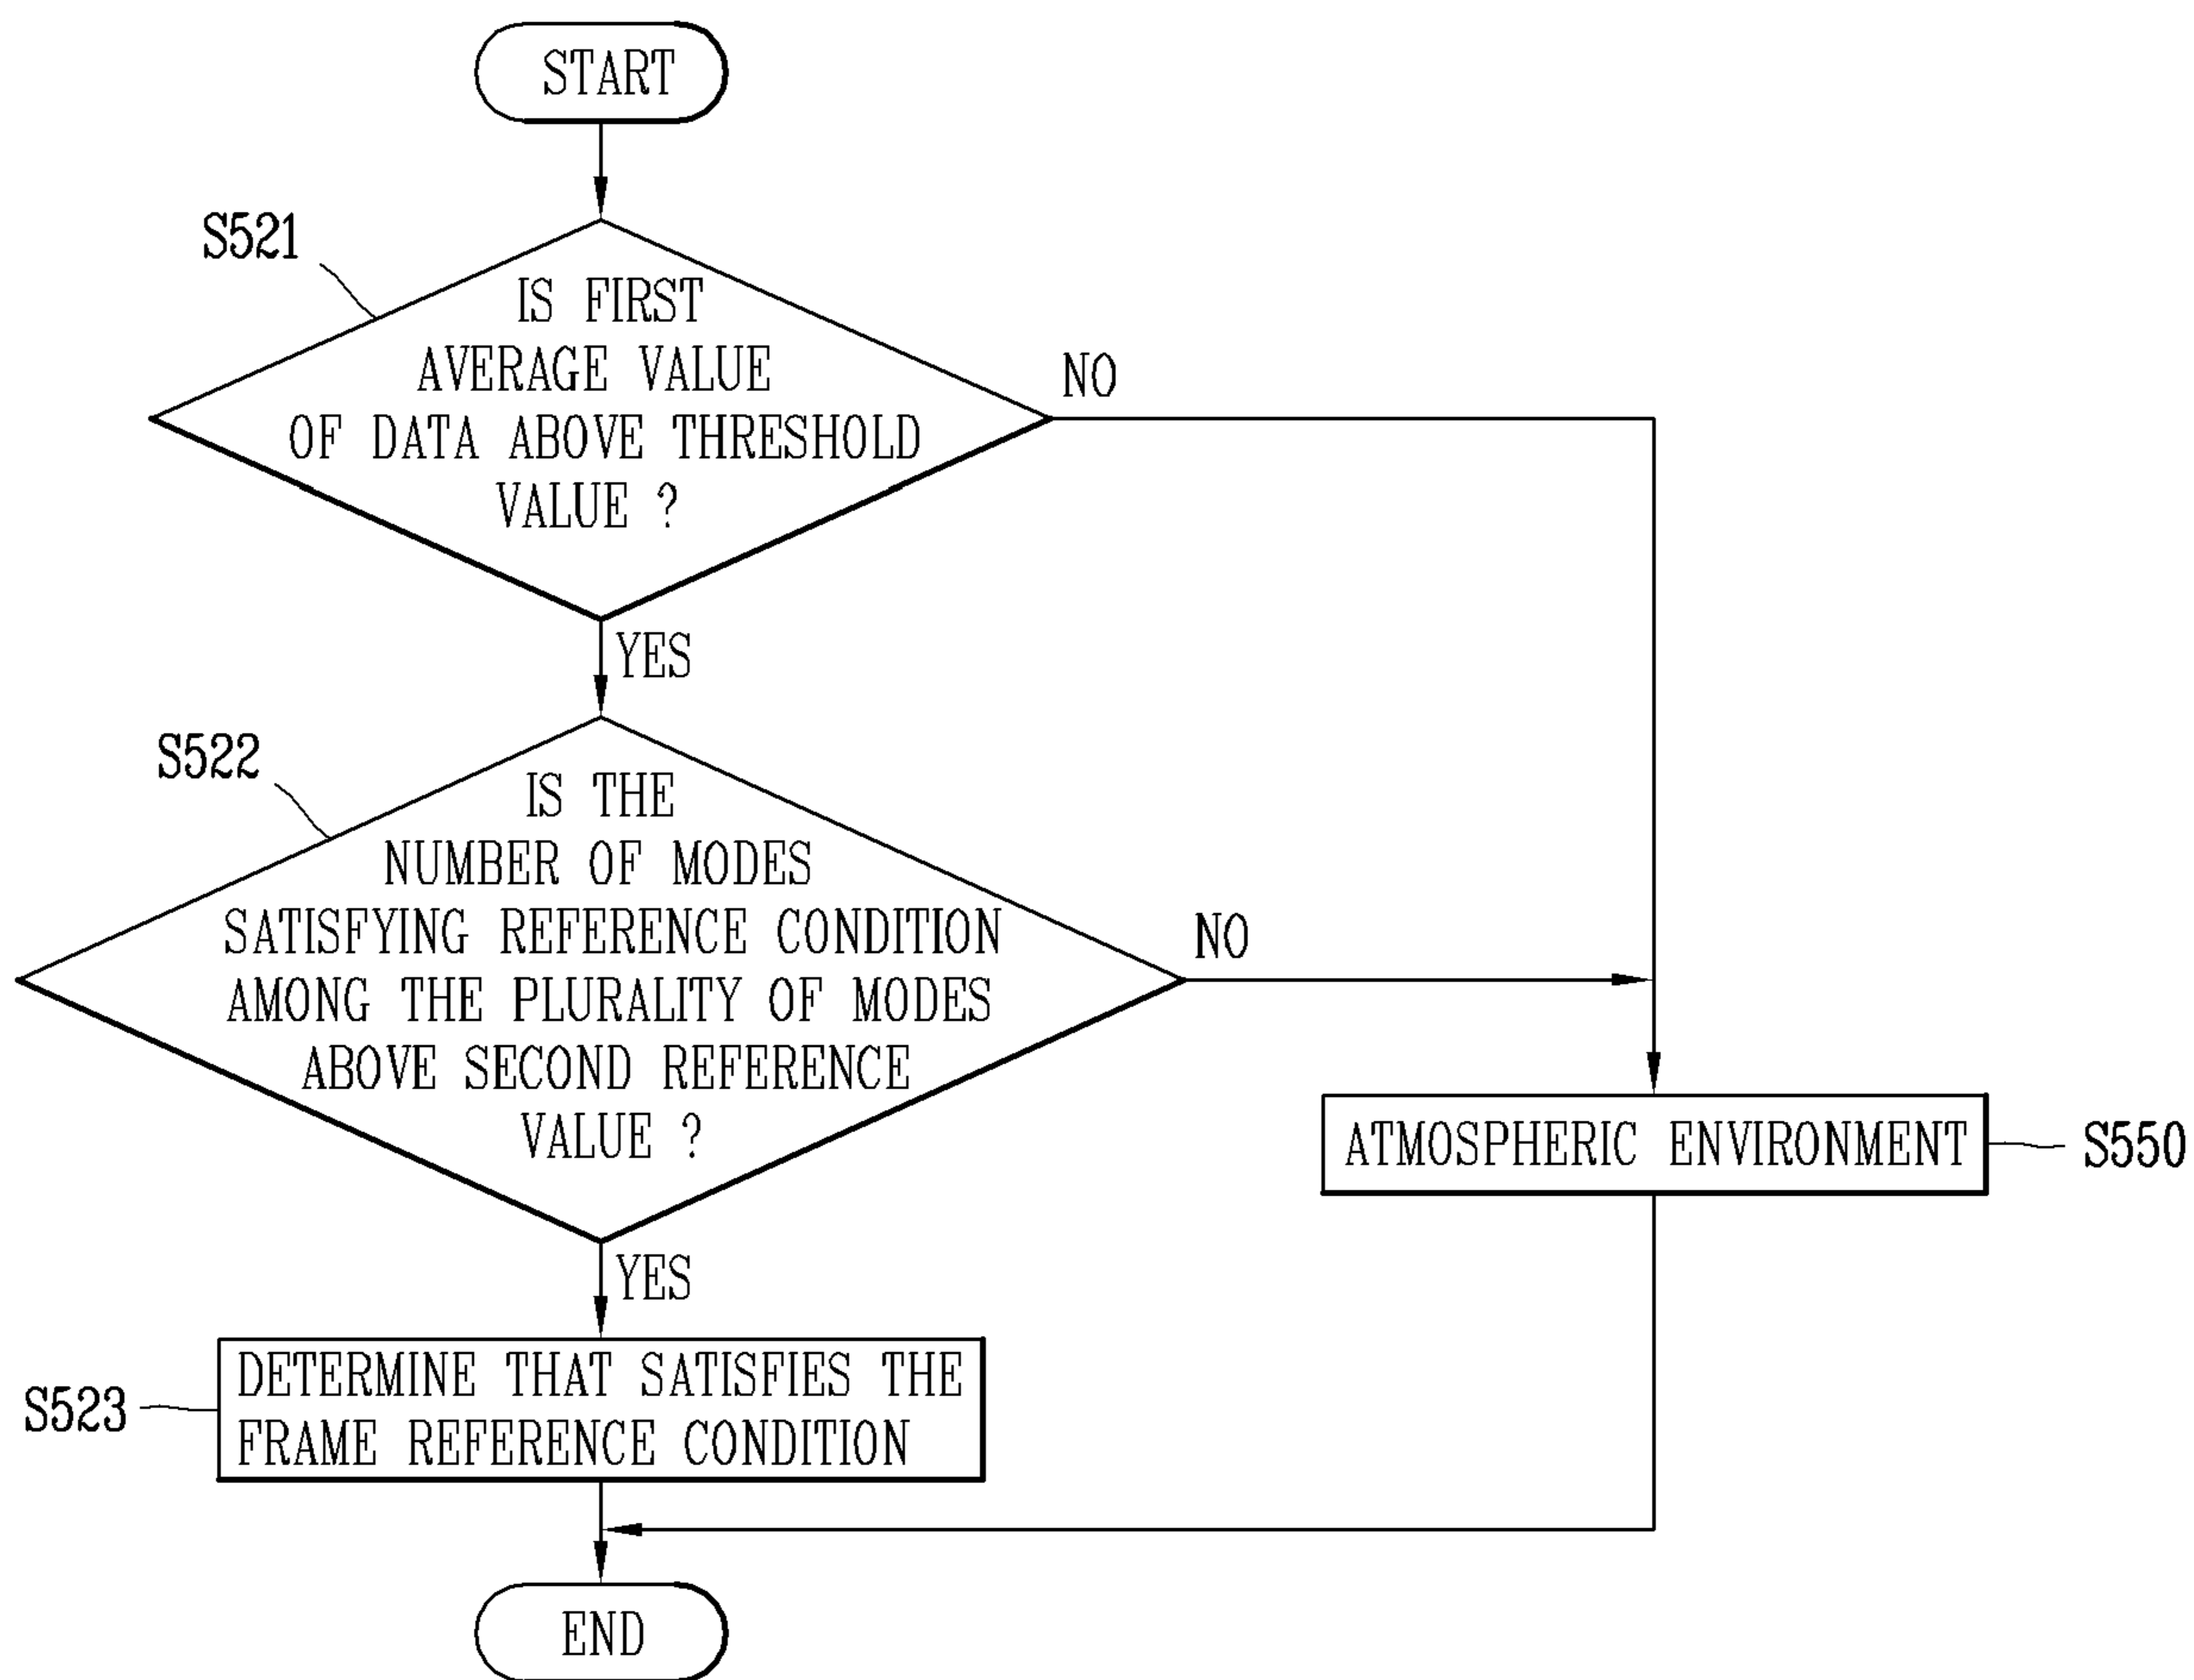 START
S521
IS FIRST
AVERAGE VALUE
OF DATA ABOVE THRESHOLD
VALUE ?
NO
YES
S522
IS THE
NUMBER OF MODES
SATISFYING REFERENCE CONDITION
AMONG THE PLURALITY OF MODES
ABOVE SECOND REFERENCE
VALUE ?
NO
ATMOSPHERIC ENVIRONMENT
S550
YES
S523
DETERMINE THAT SATISFIES THE
FRAME REFERENCE CONDITION
END